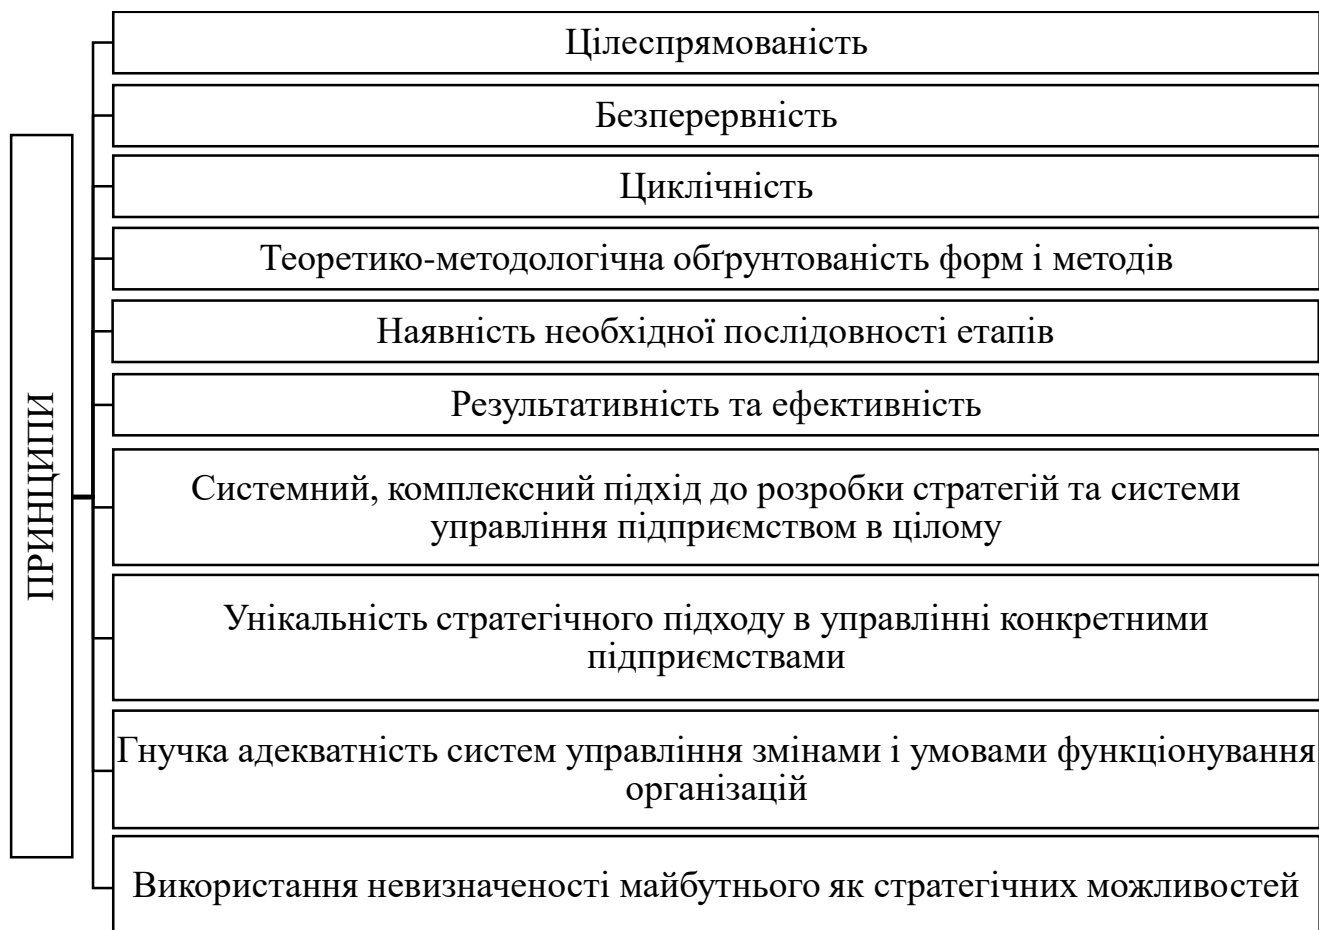 ПРИНЦИПИ
Цілеспрямованість
Безперервність
Циклічність
Теоретико-методологічна обґрунтованість форм і методів
Наявність необхідної послідовності етапів
Результативність та ефективність
Системний, комплексний підхід до розробки стратегій та системи
управління підприємством в цілому
Унікальність стратегічного підходу в управлінні конкретними
підприємствами
Гнучка адекватність систем управління змінами і умовами функціонування
організацій
Використання невизначеності майбутнього як стратегічних можливостей